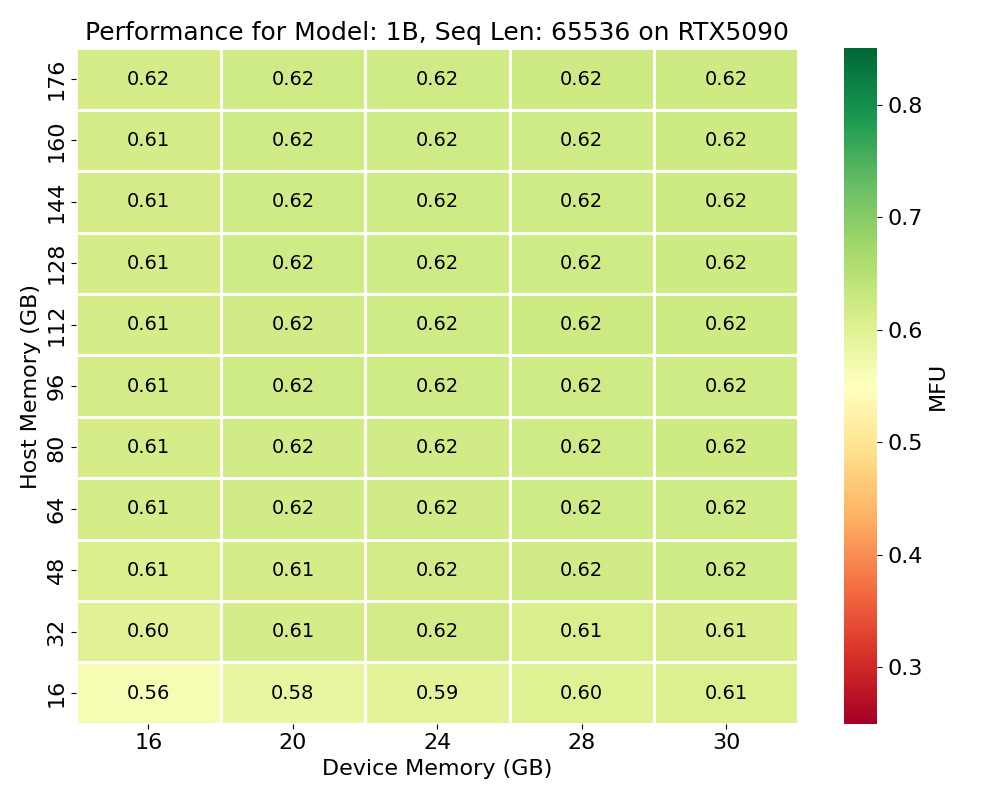 Performance for Model: 1B, Seq Len: 65536 on RTX5090
176 0.62 0.62 0.62 0.62 0.62
160 0.61 0.62 0.62 0.62 0.62
144 0.61 0.62 0.62 0.62 0.62
128 0.61 0.62 0.62 0.62 0.62
112 0.61 0.62 0.62 0.62 0.62
96 0.61 0.62 0.62 0.62 0.62
80 0.61 0.62 0.62 0.62 0.62
64 0.61 0.62 0.62 0.62 0.62
48 0.61 0.61 0.62 0.62 0.62
32 0.60 0.61 0.62 0.61 0.61
16 0.56 0.58 0.59 0.60 0.61
16 20 24 28 30
Device Memory (GB)
Host Memory (GB)
0.8
0.7
0.6
0.5
0.4
0.3
MFU